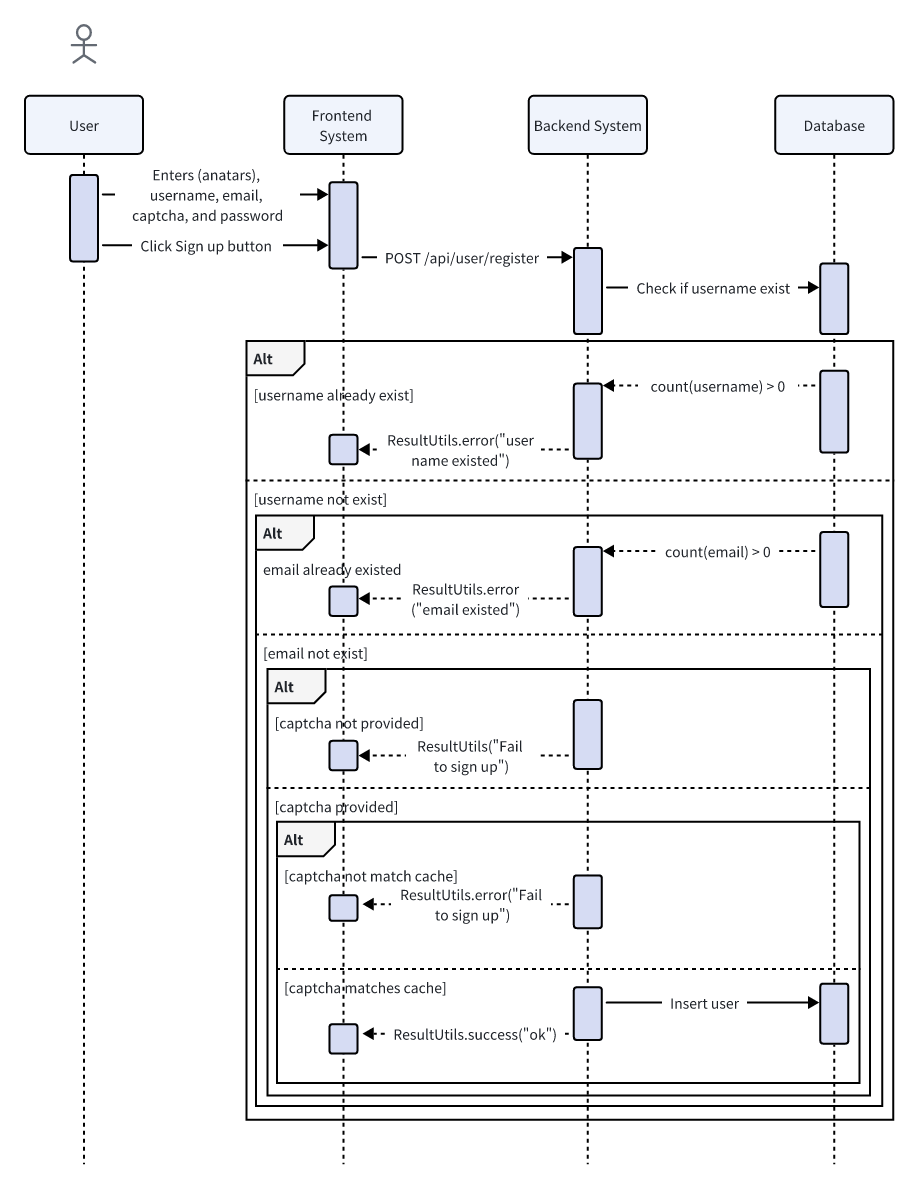 User
Frontend
System
Backend System
Database
Enters (anatars),
username, email,
captcha, and password
Click Sign up button
POST /api/user/register
Check if username exist
Alt
[username already exist]
count(username) > 0
ResultUtils.error("user
name existed")
[username not exist]
Alt
count(email) > 0
email already existed
ResultUtils.error
("email existed")
[email not exist]
Alt
[captcha not provided]
ResultUtils("Fail
to sign up")
[captcha provided]
Alt
[captcha not match cache]
ResultUtils.error("Fail
to sign up")
[captcha matches cache]
Insert user
ResultUtils.success("ok")